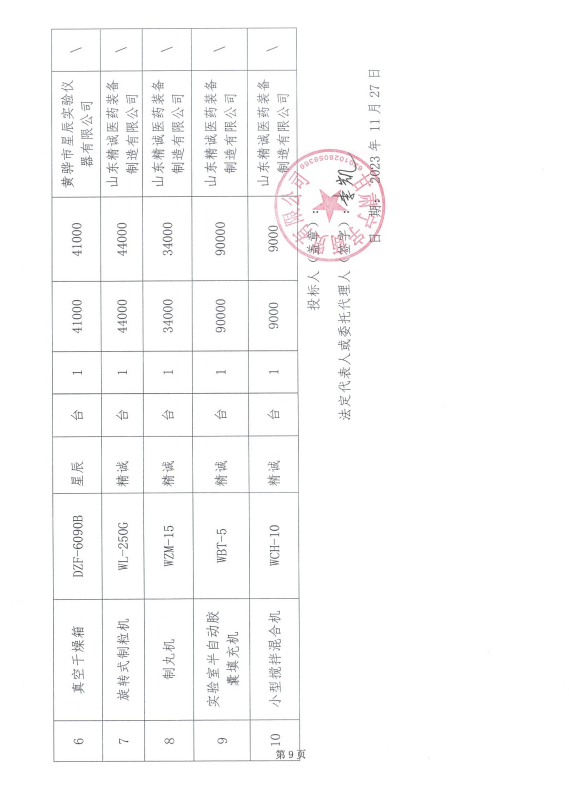 6 真空干燥箱 DZF-6090B 星辰 台 1 41000 41000 黄骅市星辰实验仪
器有限公司 \
7 旋转式制粒机 WL-250G 精诚 台 1 44000 44000 山东精诚医药装备
制造有限公司 \
8 制丸机 WZM-15 精诚 台 1 34000 34000 山东精诚医药装备
制造有限公司 \
9 实验室半自动胶
囊填充机 WBT-5 精诚 台 1 90000 90000 山东精诚医药装备
制造有限公司 \
10 小型搅拌混合机 WCH-10 精诚 台 1 9000 9000 山东精诚医药装备
制造有限公司 \
投标人（盖章）：
法定代表人或委托代理人（签字）：
日 期：2023 年 11 月 27 日
第 9 页